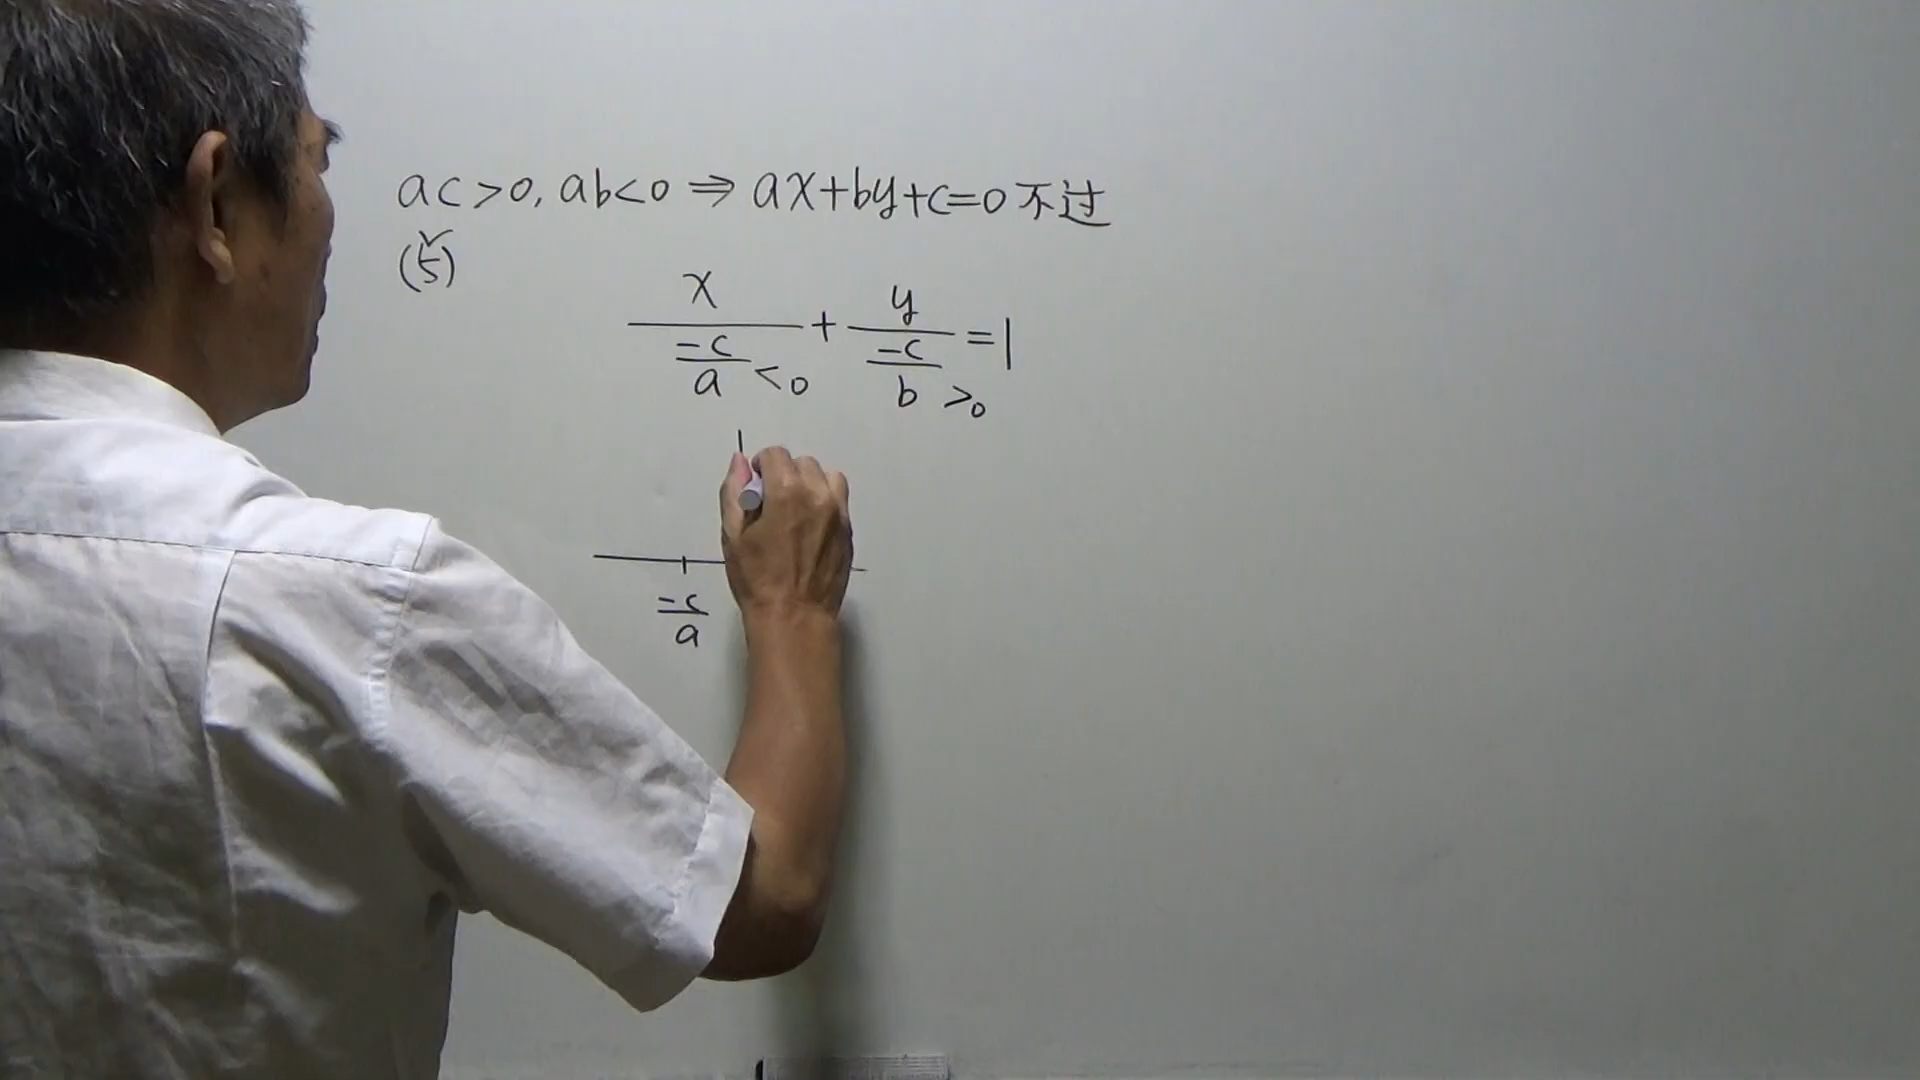 ac>0, ab<0 ⇒ ax+by+c=0 不过
(5)
x/(-c/a) + y/(-c/b) = 1
<0 >0
-c/a